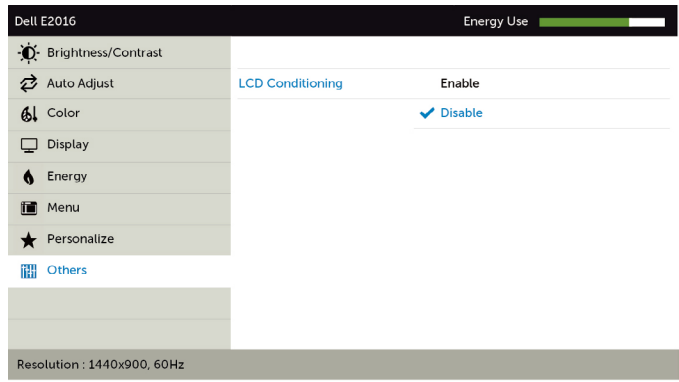 Dell E2016 Energy Use
Brightness/Contrast
Auto Adjust LCD Conditioning Enable
Color Disable
Display
Energy
Menu
Personalize
Others
Resolution : 1440x900, 60Hz